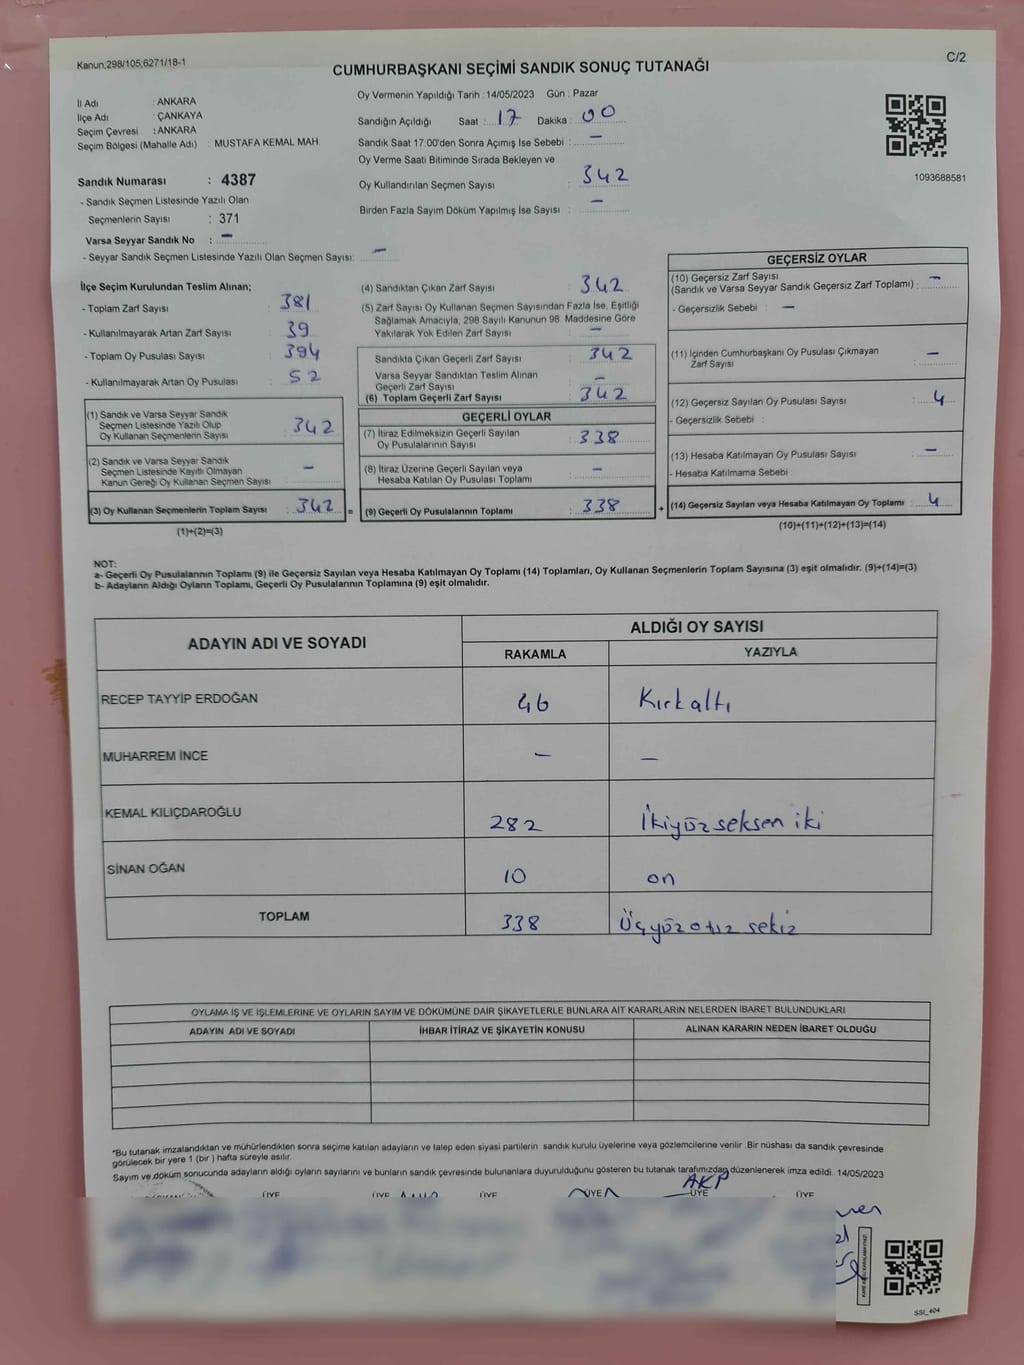 Kanun;298/105;6271/18-1
C/2
CUMHURBAŞKANI SEÇİMİ SANDIK SONUÇ TUTANAĞI
İl Adı : ANKARA
İlçe Adı : ÇANKAYA
Seçim Çevresi : ANKARA
Seçim Bölgesi (Mahalle Adı) : MUSTAFA KEMAL MAH.
Sandık Numarası : 4387
- Sandık Seçmen Listesinde Yazılı Olan
Seçmenlerin Sayısı : 371
Varsa Seyyar Sandık No : –
- Seyyar Sandık Seçmen Listesinde Yazılı Olan Seçmen Sayısı: –
Oy Vermenin Yapıldığı Tarih : 14/05/2023 Gün : Pazar
Sandığın Açıldığı Saat : 17 Dakika : 00
Sandık Saat 17:00'den Sonra Açımış İse Sebebi : –
Oy Verme Saati Bitiminde Sırada Bekleyen ve
Oy Kullandırılan Seçmen Sayısı : 342
Birden Fazla Sayım Döküm Yapılmış İse Sayısı : –
1093688581
İlçe Seçim Kurulundan Teslim Alınan;
- Toplam Zarf Sayısı : 381
- Kullanılmayarak Artan Zarf Sayısı : 39
- Toplam Oy Pusulası Sayısı : 394
- Kullanılmayarak Artan Oy Pusulası : 52
(1) Sandık ve Varsa Seyyar Sandık
Seçmen Listesinde Yazılı Olup
Oy Kullanan Seçmenlerin Sayısı : 342
(2) Sandık ve Varsa Seyyar Sandık
Seçmen Listesinde Kayıtlı Olmayan
Kanun Gereği Oy Kullanan Seçmen Sayısı : –
(3) Oy Kullanan Seçmenlerin Toplam Sayısı : 342 =
(1)+(2)=(3)
(4) Sandıktan Çıkan Zarf Sayısı : 342
(5) Zarf Sayısı Oy Kullanan Seçmen Sayısından Fazla İse, Eşitliği
Sağlamak Amacıyla, 298 Sayılı Kanunun 98. Maddesine Göre
Yakılarak Yok Edilen Zarf Sayısı : –
Sandıkta Çıkan Geçerli Zarf Sayısı : 342
Varsa Seyyar Sandıktan Teslim Alınan
Geçerli Zarf Sayısı : –
(6) Toplam Geçerli Zarf Sayısı : 342
GEÇERLİ OYLAR
(7) İtiraz Edilmeksizin Geçerli Sayılan
Oy Pusulalarının Sayısı : 338
(8) İtiraz Üzerine Geçerli Sayılan veya
Hesaba Katılan Oy Pusulası Toplamı : –
(9) Geçerli Oy Pusulalarının Toplamı : 338 +
GEÇERSİZ OYLAR
(10) Geçersiz Zarf Sayısı
(Sandık ve Varsa Seyyar Sandık Geçersiz Zarf Toplamı) : –
- Geçersizlik Sebebi : –
(11) İçinden Cumhurbaşkanı Oy Pusulası Çıkmayan
Zarf Sayısı : –
(12) Geçersiz Sayılan Oy Pusulası Sayısı : 4
- Geçersizlik Sebebi :
(13) Hesaba Katılmayan Oy Pusulası Sayısı : –
- Hesaba Katılmama Sebebi :
(14) Geçersiz Sayılan veya Hesaba Katılmayan Oy Toplamı : 4
(10)+(11)+(12)+(13)=(14)
NOT:
a- Geçerli Oy Pusulalarının Toplamı (9) ile Geçersiz Sayılan veya Hesaba Katılmayan Oy Toplamı (14) Toplamları, Oy Kullanan Seçmenlerin Toplam Sayısına (3) eşit olmalıdır. (9)+(14)=(3)
b- Adayların Aldığı Oyların Toplamı, Geçerli Oy Pusulalarının Toplamına (9) eşit olmalıdır.
ADAYIN ADI VE SOYADI
ALDIĞI OY SAYISI
RAKAMLA YAZIYLA
RECEP TAYYİP ERDOĞAN 46 Kırkaltı
MUHARREM İNCE – –
KEMAL KILIÇDAROĞLU 282 İkiyüzseksen iki
SİNAN OĞAN 10 on
TOPLAM 338 Üçyüzotuz sekiz
OYLAMA İŞ VE İŞLEMLERİNE VE OYLARIN SAYIM VE DÖKÜMÜNE DAİR ŞİKAYETLERLE BUNLARA AİT KARARLARIN NELERDEN İBARET BULUNDUKLARI
ADAYIN ADI VE SOYADI İHBAR İTİRAZ VE ŞİKAYETİN KONUSU ALINAN KARARIN NEDEN İBARET OLDUĞU
*Bu tutanak imzalandıktan ve mühürlendikten sonra seçime katılan adayların ve talep eden siyasi partilerin sandık kurulu üyelerine veya gözlemcilerine verilir. Bir nüshası da sandık çevresinde
görülecek bir yere 1 (bir) hafta süreyle asılır.
Sayım ve döküm sonucunda adayların aldığı oyların sayılarını ve bunların sandık çevresinde bulunanlara duyurulduğunu gösteren bu tutanak tarafımızdan düzenlenerek imza edildi. 14/05/2023
AKP
ÜYE ÜYE ÜYE ÜYE ÜYE ÜYE
SSI_404